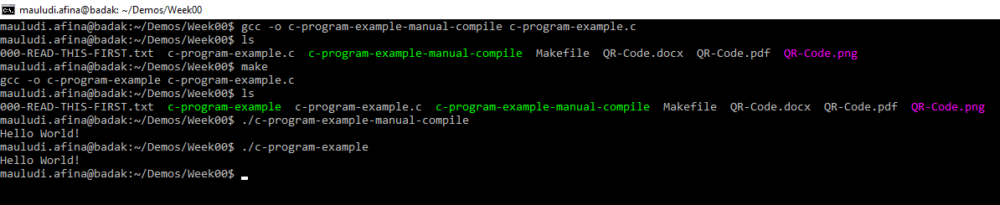 mauludi.afina@badak: ~/Demos/Week00
mauludi.afina@badak:~/Demos/Week00$ gcc -o c-program-example-manual-compile c-program-example.c
mauludi.afina@badak:~/Demos/Week00$ ls
000-READ-THIS-FIRST.txt  c-program-example.c  c-program-example-manual-compile  Makefile  QR-Code.docx  QR-Code.pdf  QR-Code.png
mauludi.afina@badak:~/Demos/Week00$ make
gcc -o c-program-example c-program-example.c
mauludi.afina@badak:~/Demos/Week00$ ls
000-READ-THIS-FIRST.txt  c-program-example  c-program-example.c  c-program-example-manual-compile  Makefile  QR-Code.docx  QR-Code.pdf  QR-Code.png
mauludi.afina@badak:~/Demos/Week00$ ./c-program-example-manual-compile
Hello World!
mauludi.afina@badak:~/Demos/Week00$ ./c-program-example
Hello World!
mauludi.afina@badak:~/Demos/Week00$